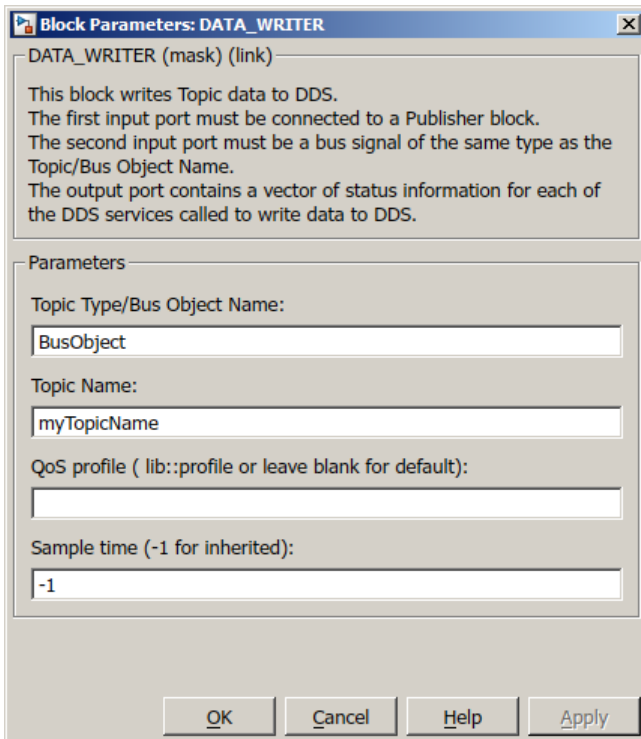 Block Parameters: DATA_WRITER
DATA_WRITER (mask) (link)
This block writes Topic data to DDS.
The first input port must be connected to a Publisher block.
The second input port must be a bus signal of the same type as the
Topic/Bus Object Name.
The output port contains a vector of status information for each of
the DDS services called to write data to DDS.
Parameters
Topic Type/Bus Object Name:
BusObject
Topic Name:
myTopicName
QoS profile ( lib::profile or leave blank for default):
Sample time (-1 for inherited):
-1
OK Cancel Help Apply